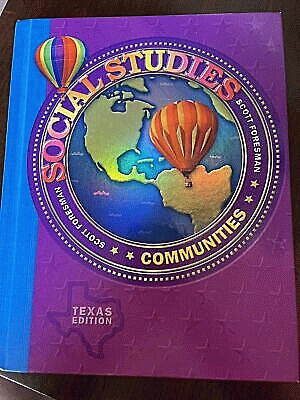 SOCIAL STUDIES
SCOTT FORESMAN
SCOTT FORESMAN
COMMUNITIES
TEXAS
EDITION